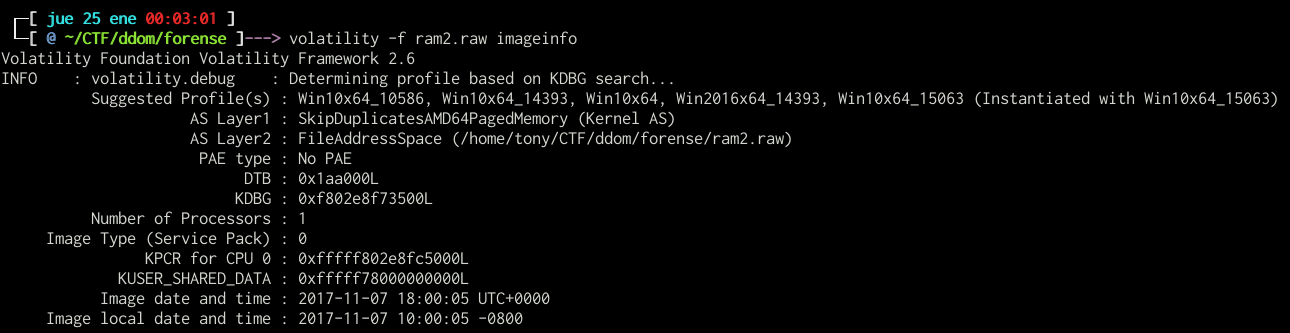 [ jue 25 ene 00:03:01 ]
[ @ ~/CTF/ddom/forense ]---> volatility -f ram2.raw imageinfo
Volatility Foundation Volatility Framework 2.6
INFO    : volatility.debug    : Determining profile based on KDBG search...
Suggested Profile(s) : Win10x64_10586, Win10x64_14393, Win10x64, Win2016x64_14393, Win10x64_15063 (Instantiated with Win10x64_15063)
AS Layer1 : SkipDuplicatesAMD64PagedMemory (Kernel AS)
AS Layer2 : FileAddressSpace (/home/tony/CTF/ddom/forense/ram2.raw)
PAE type : No PAE
DTB : 0x1aa000L
KDBG : 0xf802e8f73500L
Number of Processors : 1
Image Type (Service Pack) : 0
KPCR for CPU 0 : 0xfffff802e8fc5000L
KUSER_SHARED_DATA : 0xfffff78000000000L
Image date and time : 2017-11-07 18:00:05 UTC+0000
Image local date and time : 2017-11-07 10:00:05 -0800